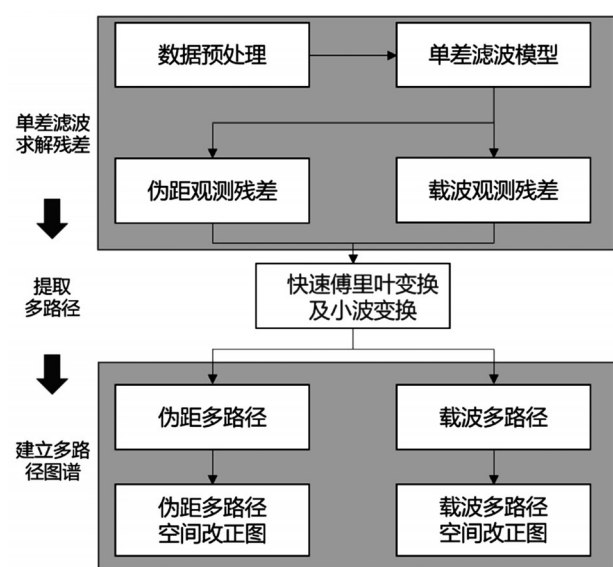 数据预处理
单差滤波模型
单差滤波
求解残差
伪距观测残差
载波观测残差
提取
多路径
快速傅里叶变换
及小波变换
伪距多路径
载波多路径
建立多路
径图谱
伪距多路径
空间改正图
载波多路径
空间改正图